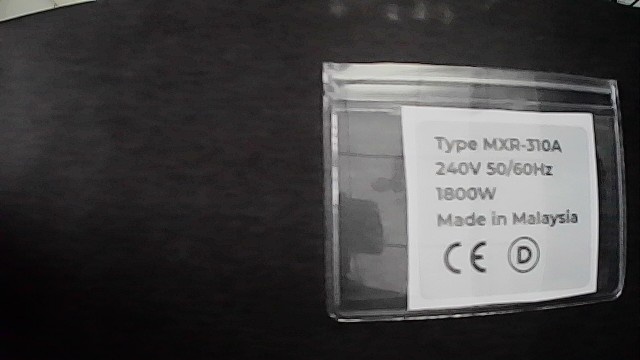 Type MXR-310A
240V 50/60Hz
1800W
Made in Malaysia
CE D